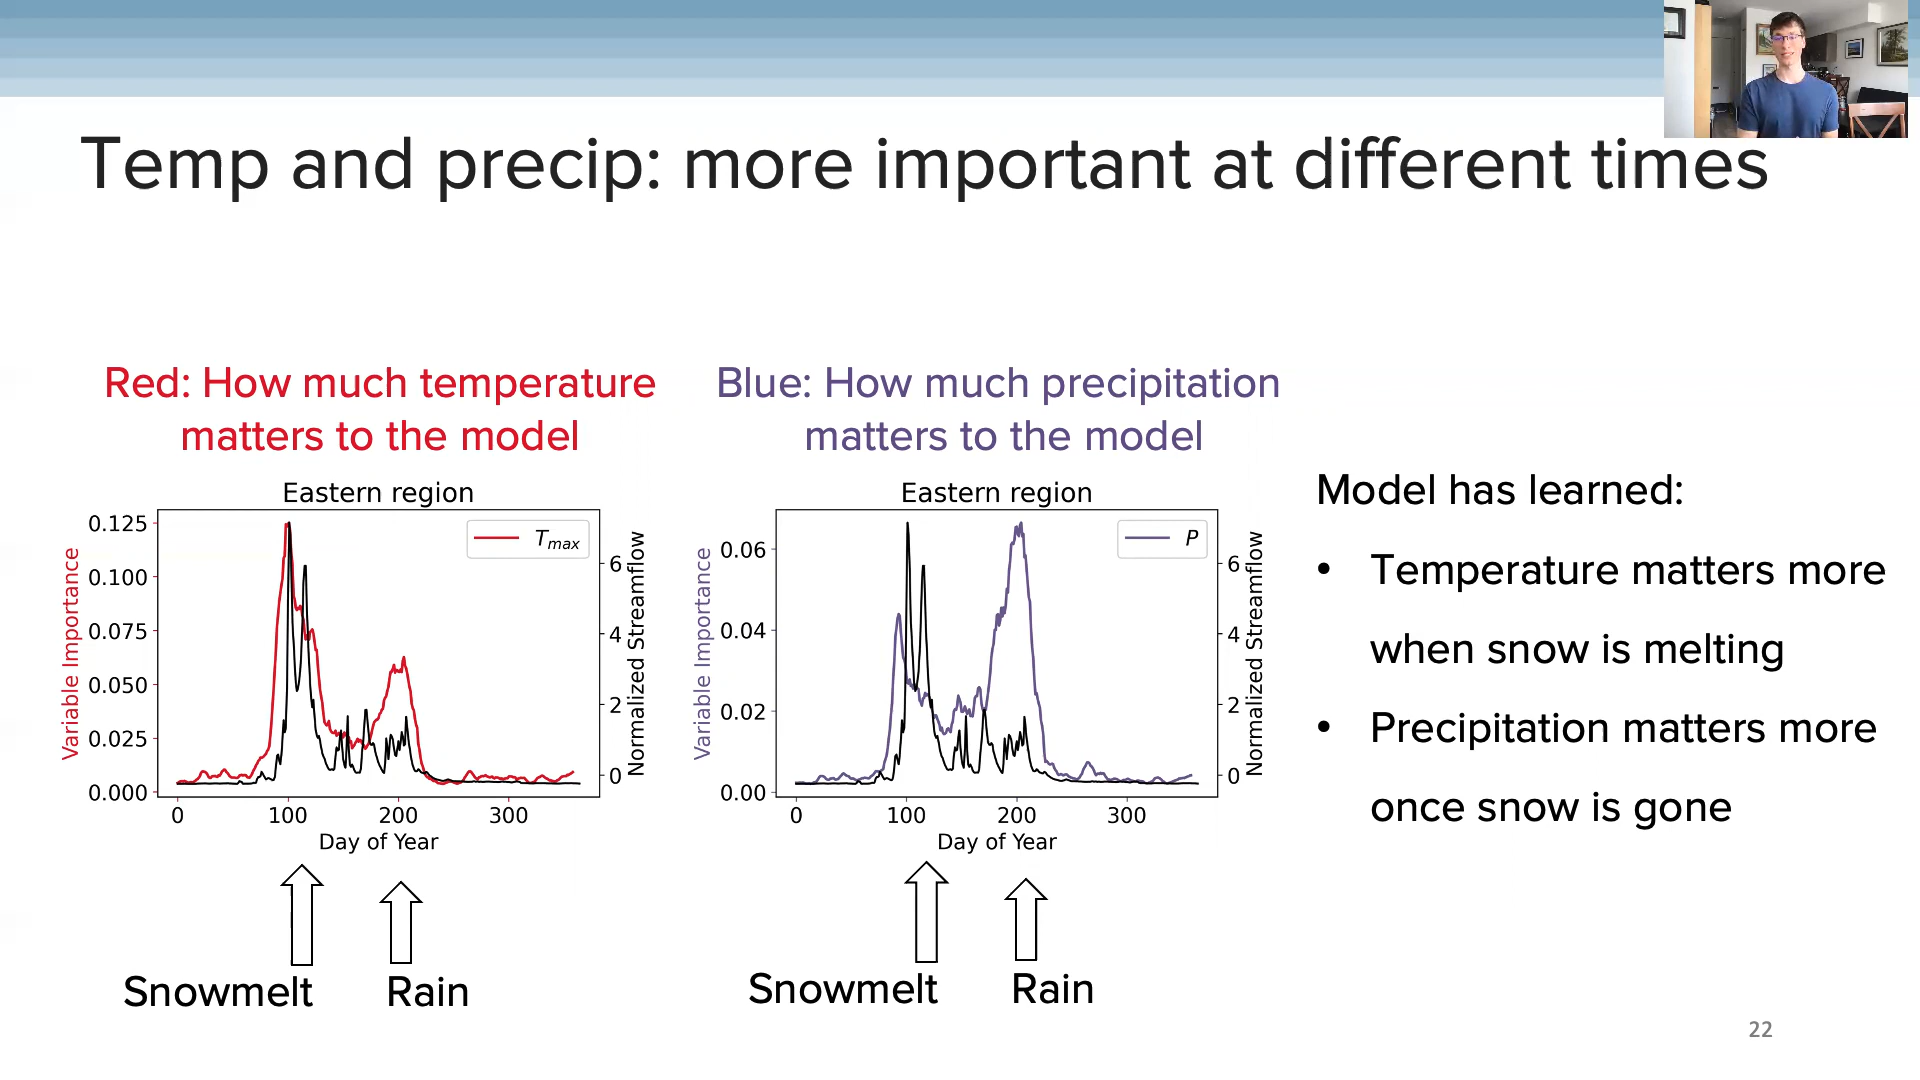 Temp and precip: more important at different times
Red: How much temperature
matters to the model
Eastern region
T_max
Variable Importance
0.125
0.100
0.075
0.050
0.025
0.000
6
4
2
0
Normalized Streamflow
0 100 200 300
Day of Year
Snowmelt
Rain
Blue: How much precipitation
matters to the model
Eastern region
P
Variable Importance
0.06
0.04
0.02
0.00
6
4
2
0
Normalized Streamflow
0 100 200 300
Day of Year
Snowmelt
Rain
Model has learned:
• Temperature matters more
when snow is melting
• Precipitation matters more
once snow is gone
22